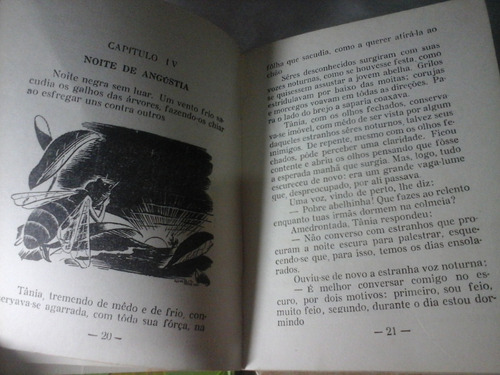 CAPITULO IV
NOITE DE ANGÚSTIA
Noite negra sem luar. Um vento frio sa-
cudia os galhos das árvores, fazendo-os chiar
ao esfregar uns contra outros
Tânia, tremendo de mêdo e de frio, con-
servava-se agarrada, com tôda sua fôrça, na
— 20 —
fôlha que sacudia, como a querer atirá-la ao
chão.
Sêres desconhecidos surgiram com suas
vozes noturnas, como se houvesse festa, como
se quisessem assustar a jovem abelha. Grilos
estridulavam por baixo das moitas; corujas
e morcegos voavam em tôdas as direções. Pa-
ra o lado do brejo a saparia coaxava.
Tânia, com os olhos fechados, conserva-
va-se imóvel, com mêdo de ser vista por algum
daqueles estranhos sêres noturnos, talvez seus
inimigos. De repente, mesmo com os olhos fe-
chados, pôde perceber uma claridade. Ficou
contente e abriu os olhos pensando que fôsse
a esperada manhã que surgia. Mas, logo, tudo
escureceu de novo: era um grande vaga-lume
que, despreocupado, por ali passava.
Uma voz, vinda de perto, lhe diz:
— Pobre abelhinha! Que fazes ao relento
enquanto tuas irmãs dormem na colmeia?
Amedrontada, Tânia respondeu:
— Não converso com estranhos que pro-
curam a noite escura para palestrar, esque-
cendo-se que, para isso, temos os dias ensola-
rados.
Ouviu-se de novo a estranha voz noturna:
— É melhor conversar comigo no es-
curo, por dois motivos: primeiro, sou feio,
muito feio, segundo, durante o dia estou dor-
mindo
— 21 —